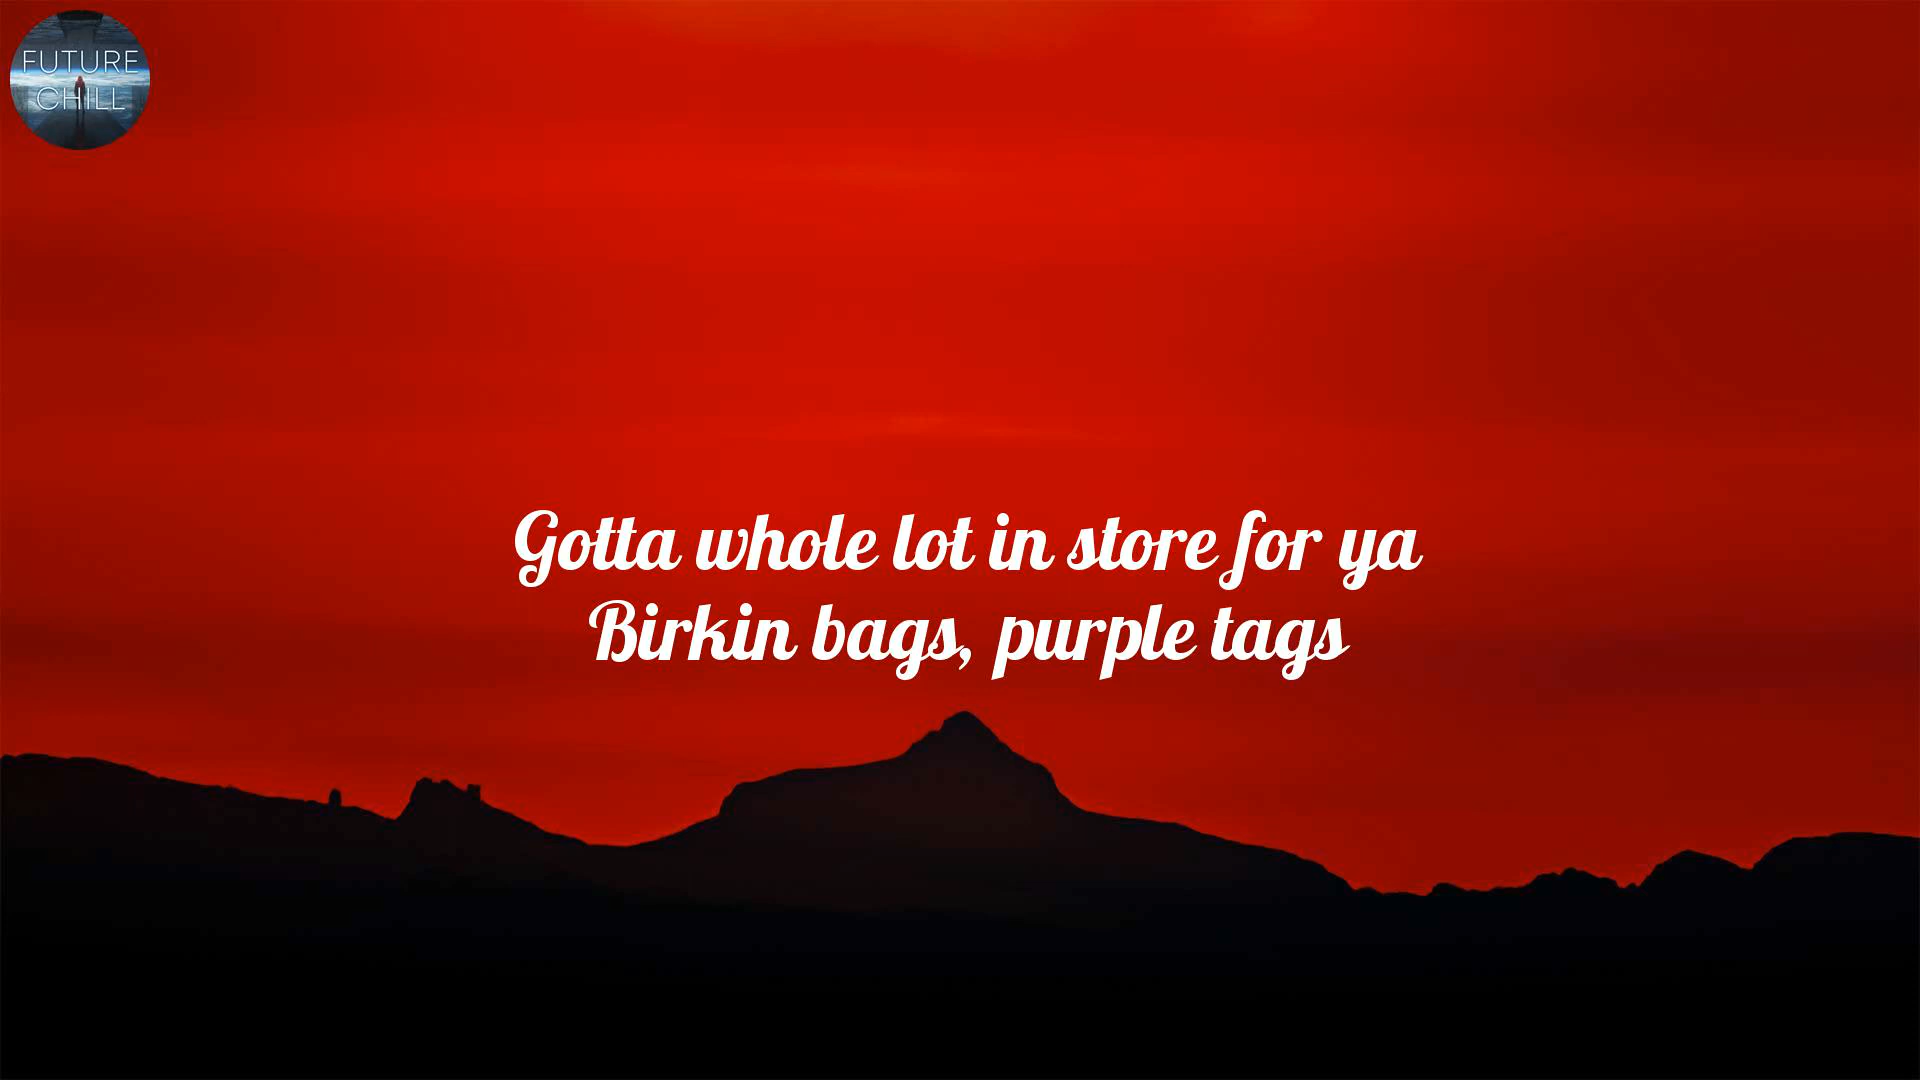 FUTURE
CHILL
Gotta whole lot in store for ya
Birkin bags, purple tags